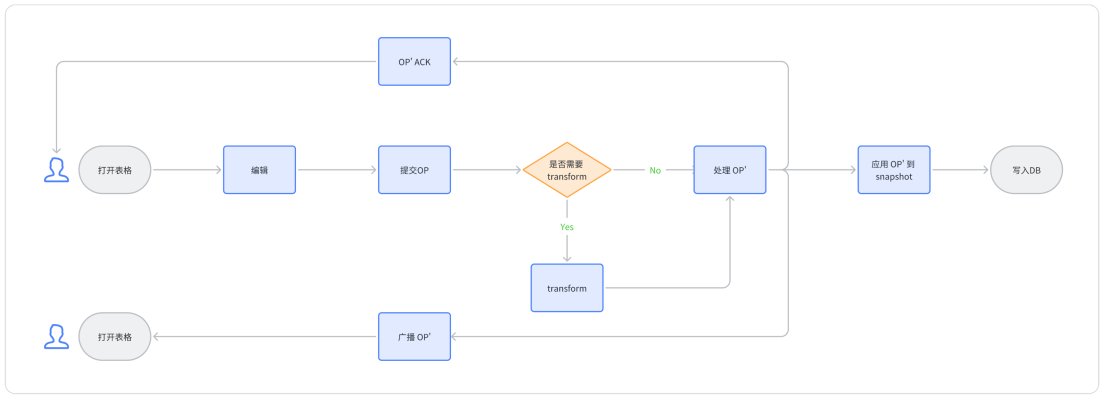 OP’ ACK
打开表格
编辑
提交OP
是否需要
transform
No
处理 OP’
应用 OP’ 到
snapshot
写入DB
Yes
transform
打开表格
广播 OP’